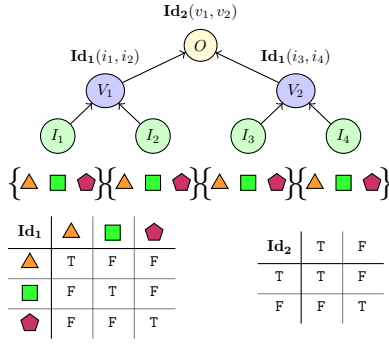 Id₂(v₁, v₂)
O
Id₁(i₁, i₂)
Id₁(i₃, i₄)
V₁
V₂
I₁ I₂ I₃ I₄
{ }{ }{ }{ }
Id₁
T F F
F T F
F F T
Id₂ T F
T T F
F F T